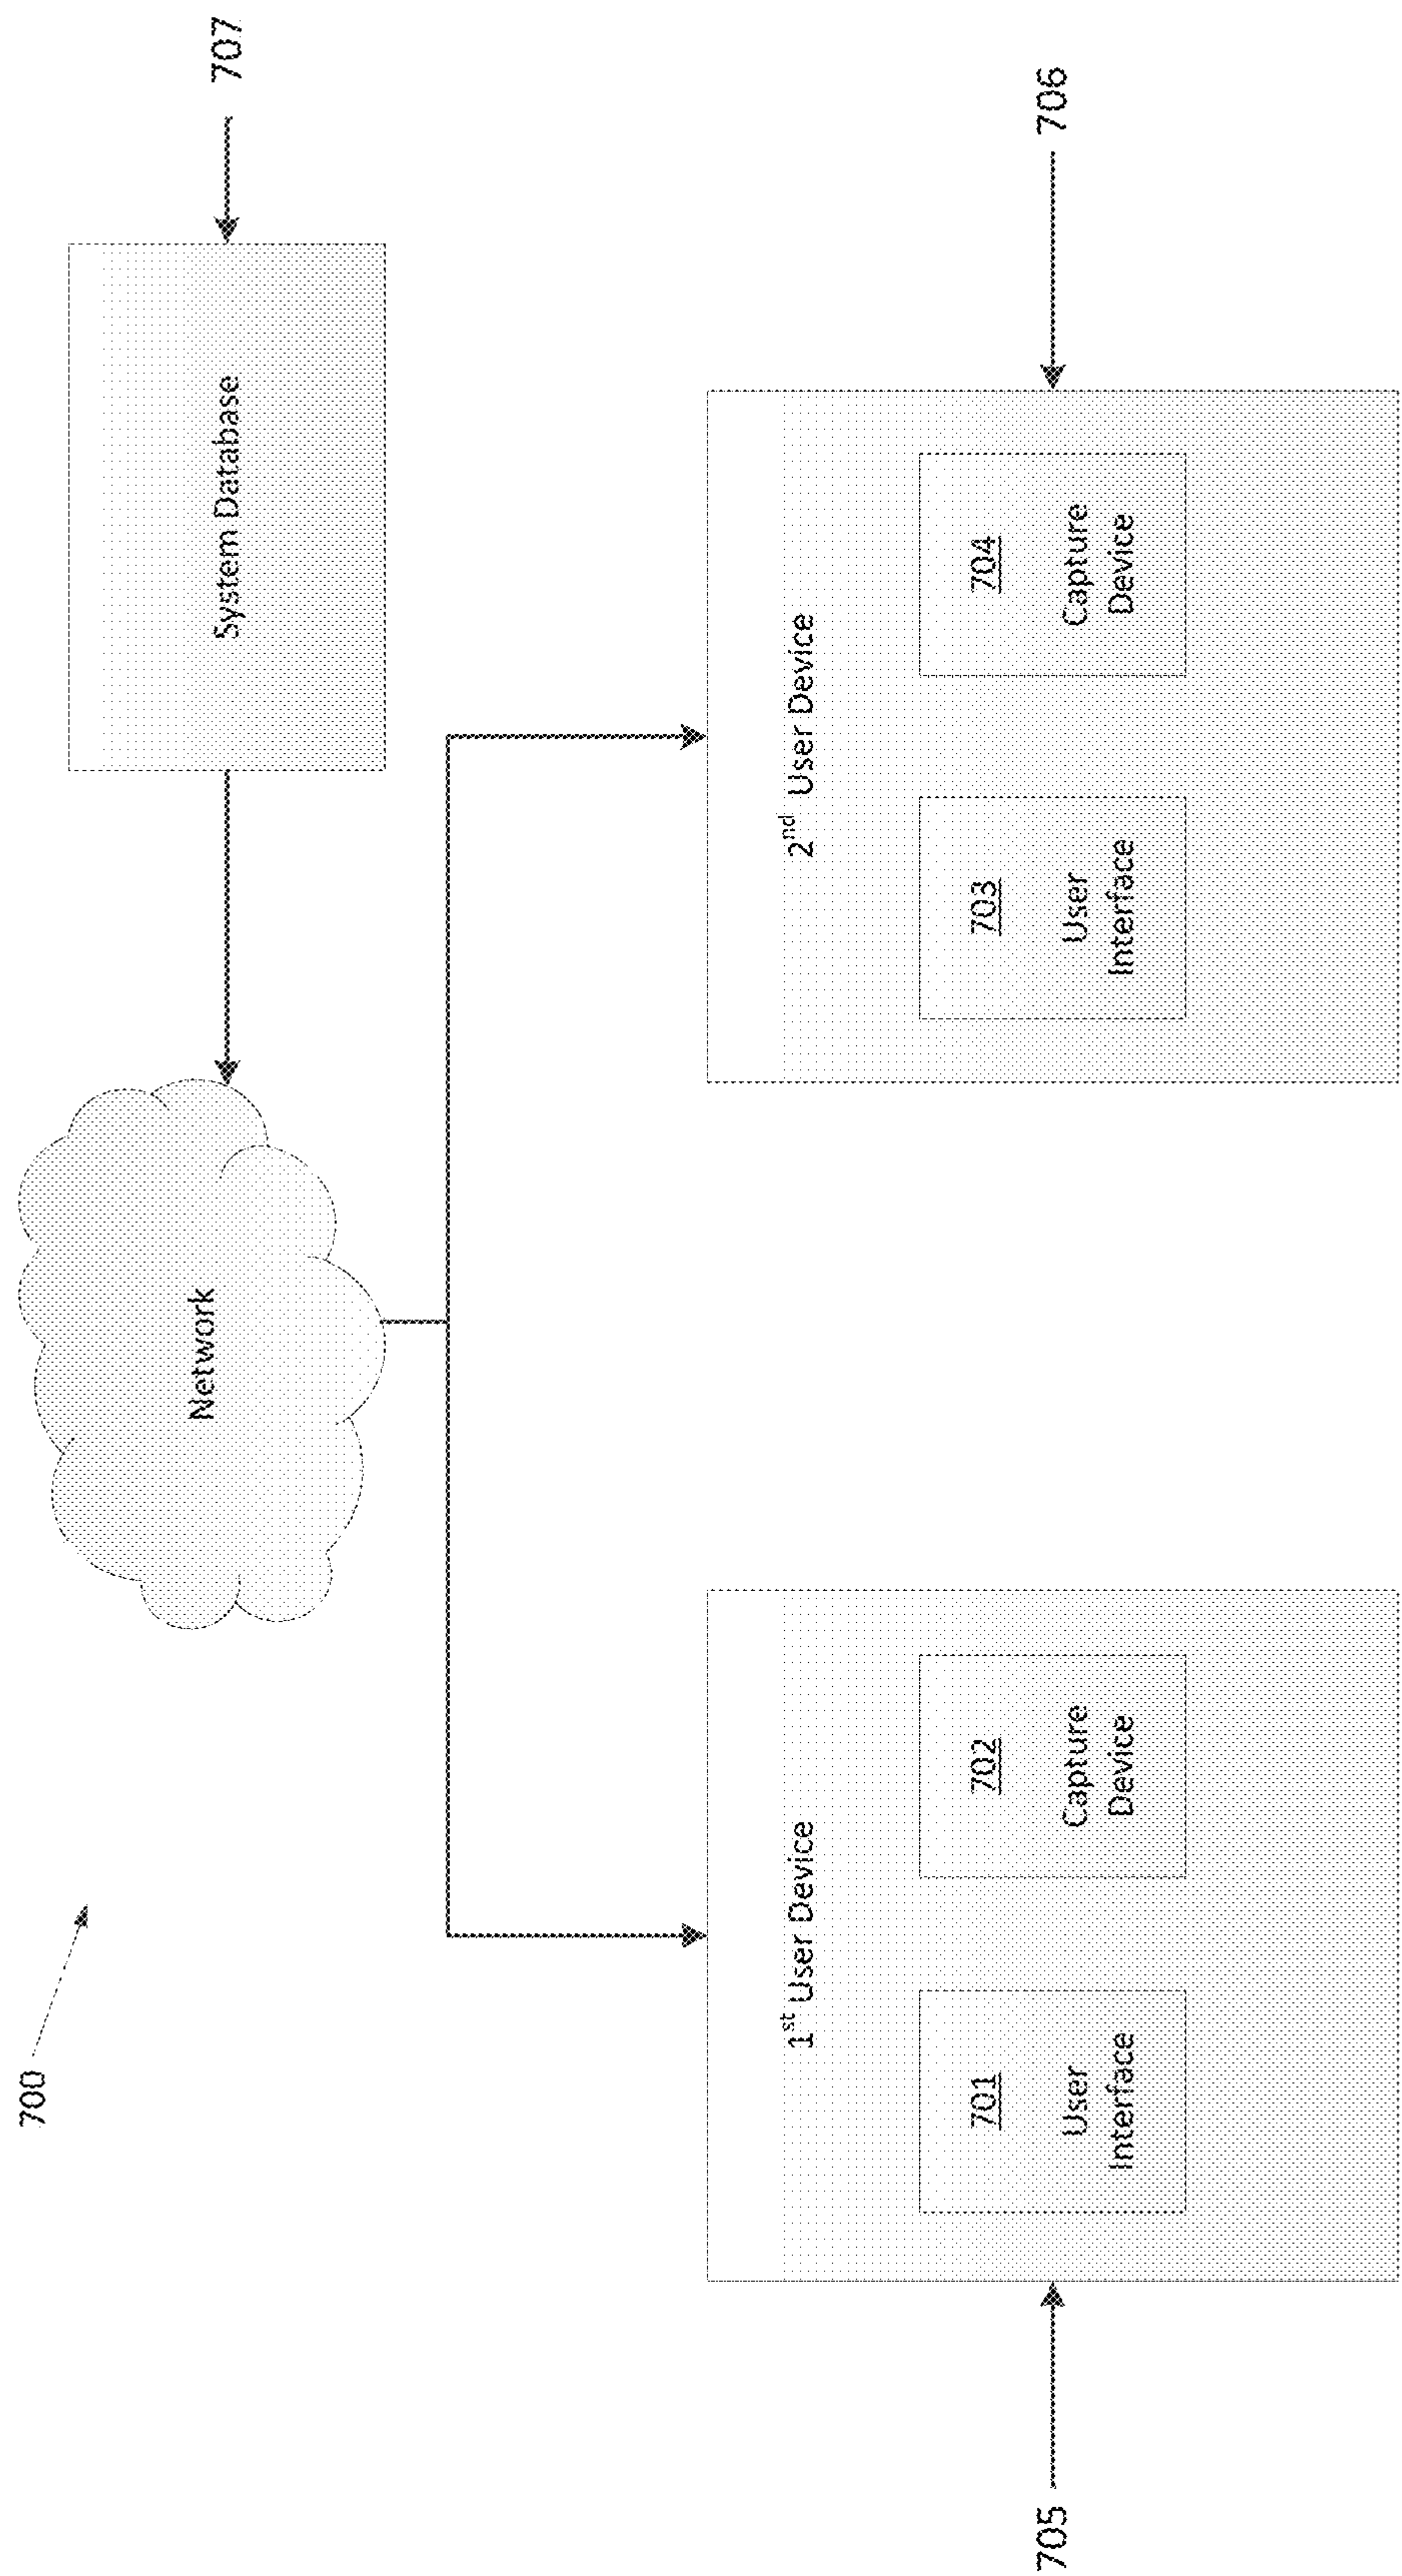 700
Network
System Database
707
1st User Device
2nd User Device
701
User
Interface
702
Capture
Device
703
User
Interface
704
Capture
Device
705
706